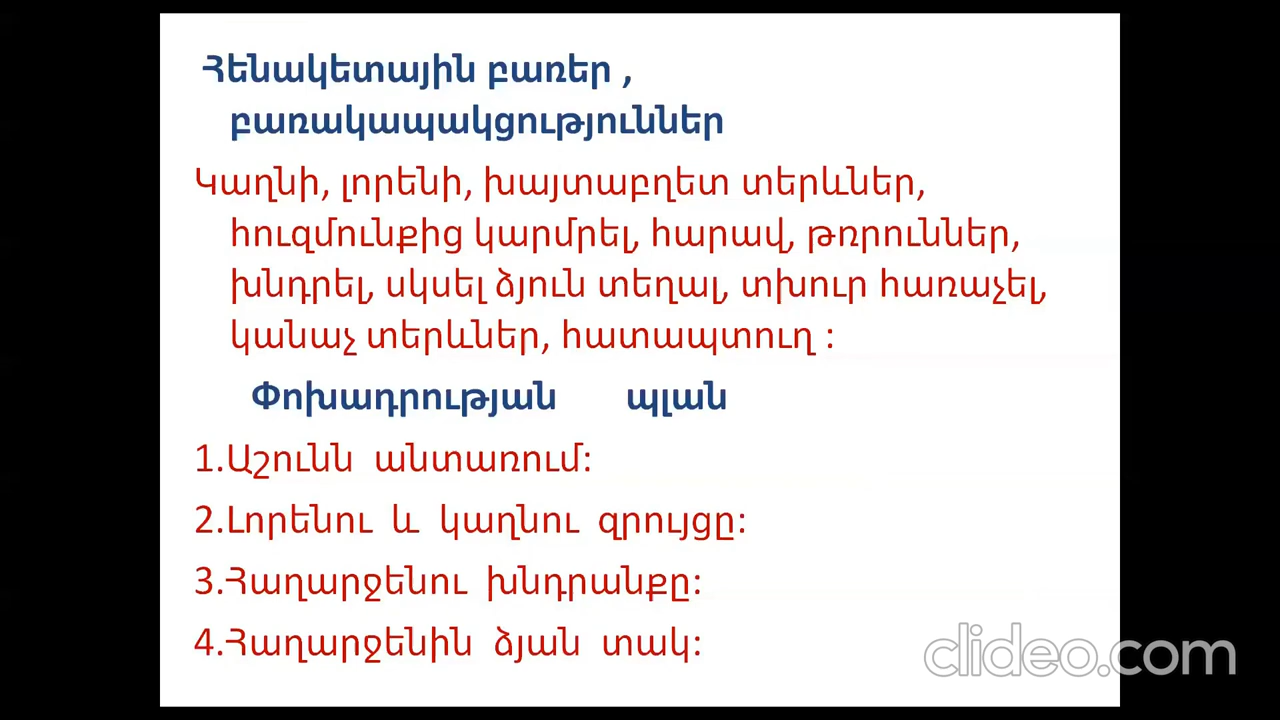 Հենակետային բառեր ,
բառակապակցություններ
Կաղնի, լորենի, խայտաբղետ տերևներ,
հուզմունքից կարմրել, հարավ, թռրուններ,
խնդրել, սկսել ձյուն տեղալ, տխուր հառաչել,
կանաչ տերևներ, հատապտուղ :
Փոխադրության պլան
1.Աշունն անտառում:
2.Լորենու և կաղնու զրույցը:
3.Հաղարջենու խնդրանքը:
4.Հաղարջենին ձյան տակ:
clideo.com